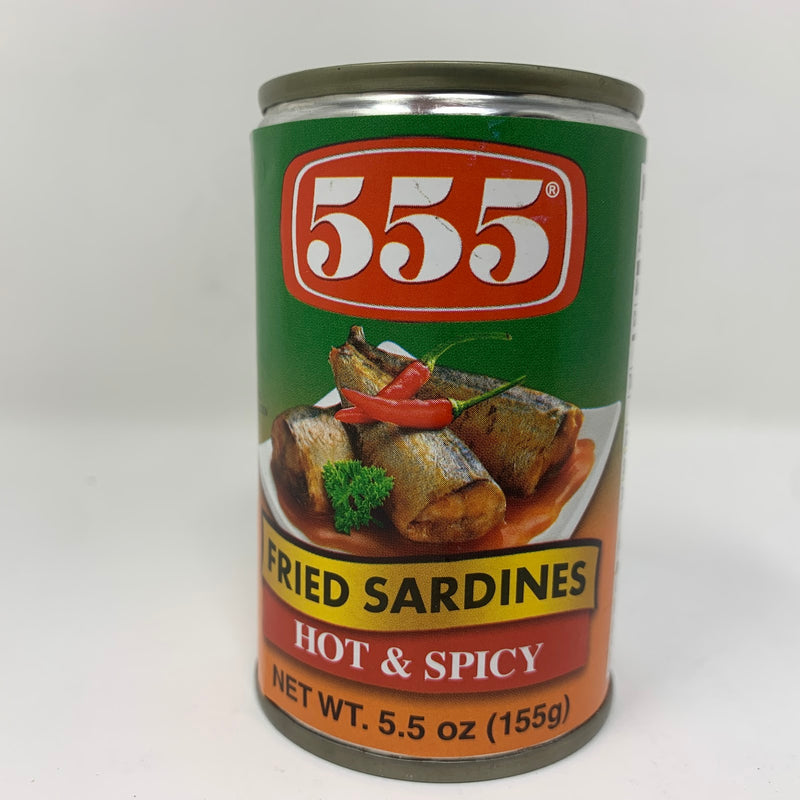 555®
FRIED SARDINES
HOT & SPICY
NET WT. 5.5 oz (155g)